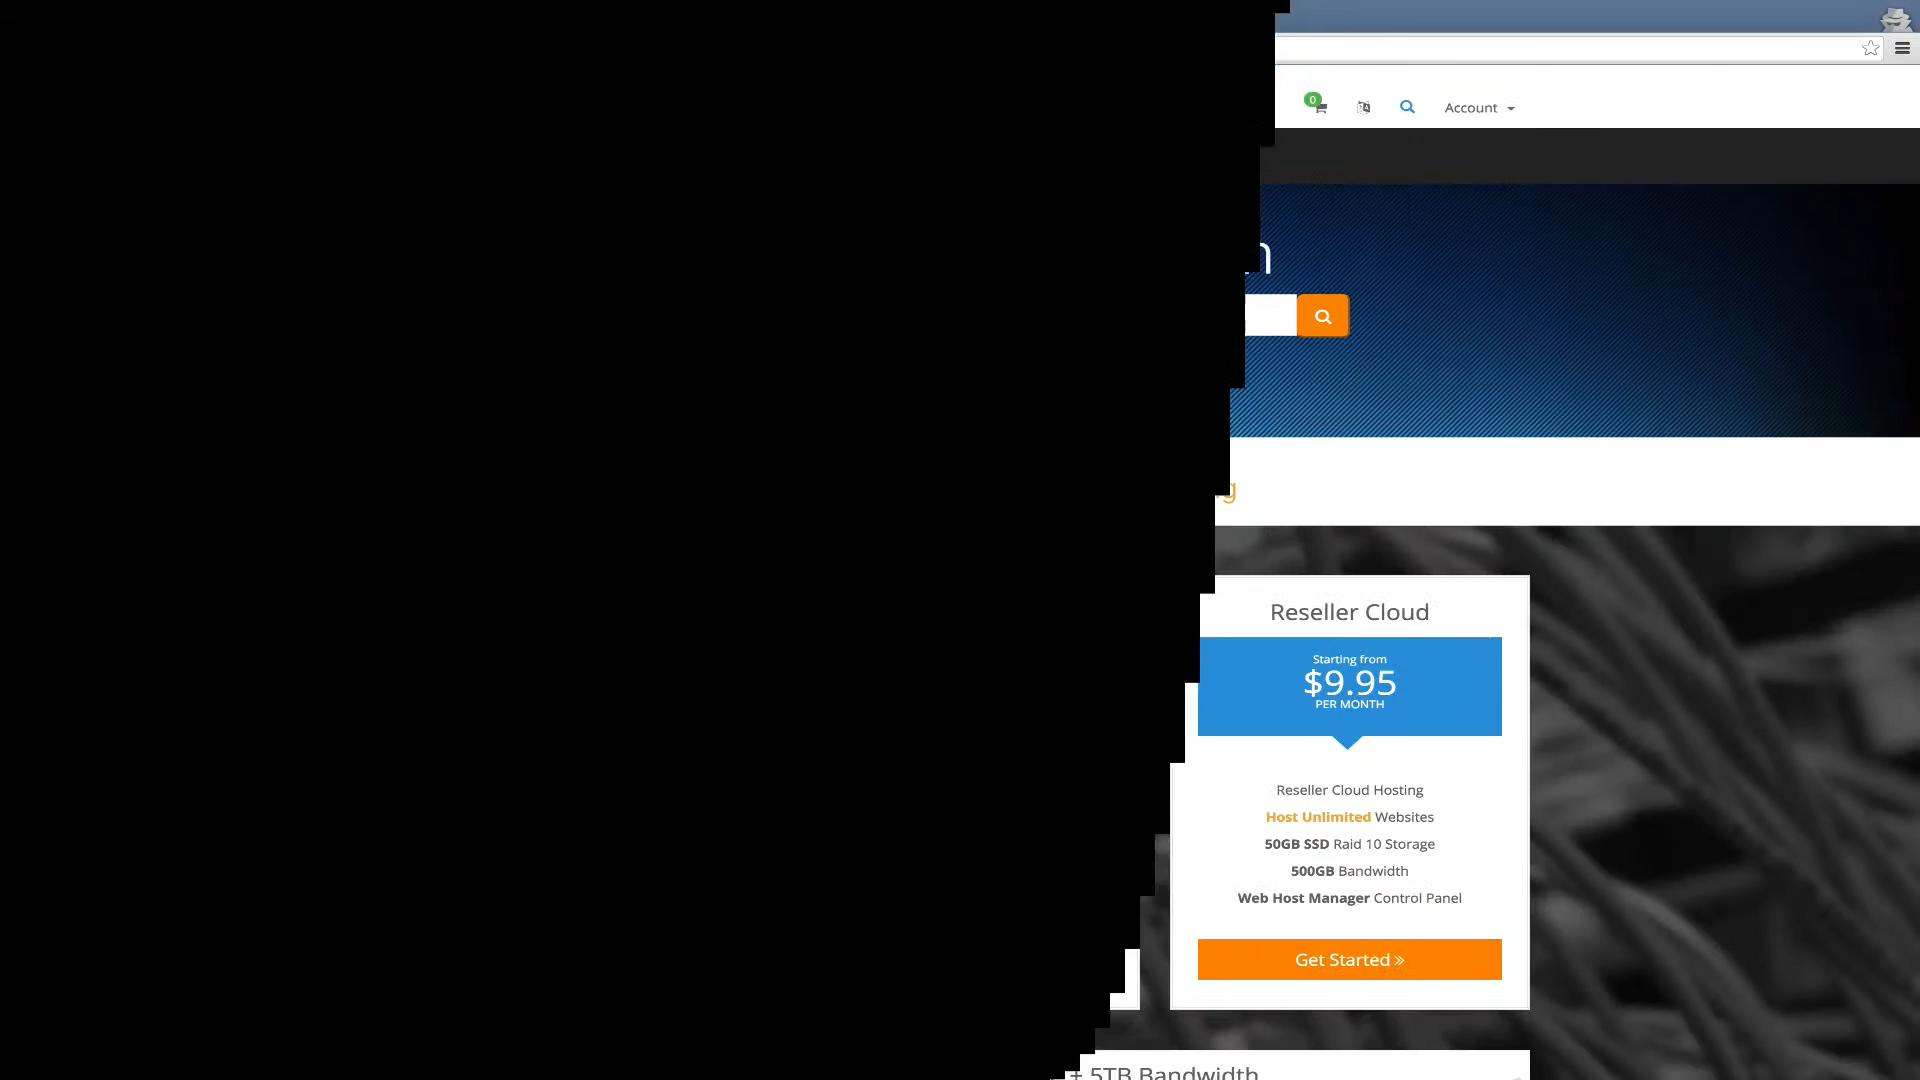 0
Account
Reseller Cloud
Starting from
$9.95
PER MONTH
Reseller Cloud Hosting
Host Unlimited Websites
50GB SSD Raid 10 Storage
500GB Bandwidth
Web Host Manager Control Panel
Get Started »
+ 5TB Bandwidth